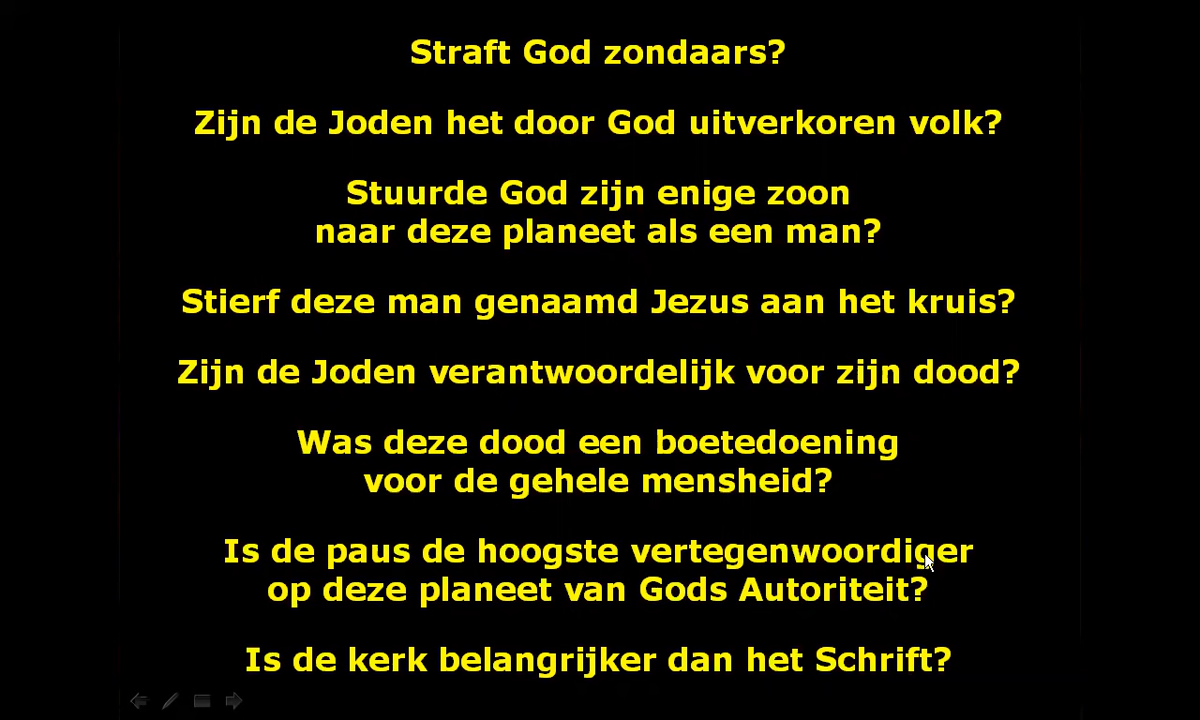 Straft God zondaars?
Zijn de Joden het door God uitverkoren volk?
Stuurde God zijn enige zoon
naar deze planeet als een man?
Stierf deze man genaamd Jezus aan het kruis?
Zijn de Joden verantwoordelijk voor zijn dood?
Was deze dood een boetedoening
voor de gehele mensheid?
Is de paus de hoogste vertegenwoordiger
op deze planeet van Gods Autoriteit?
Is de kerk belangrijker dan het Schrift?